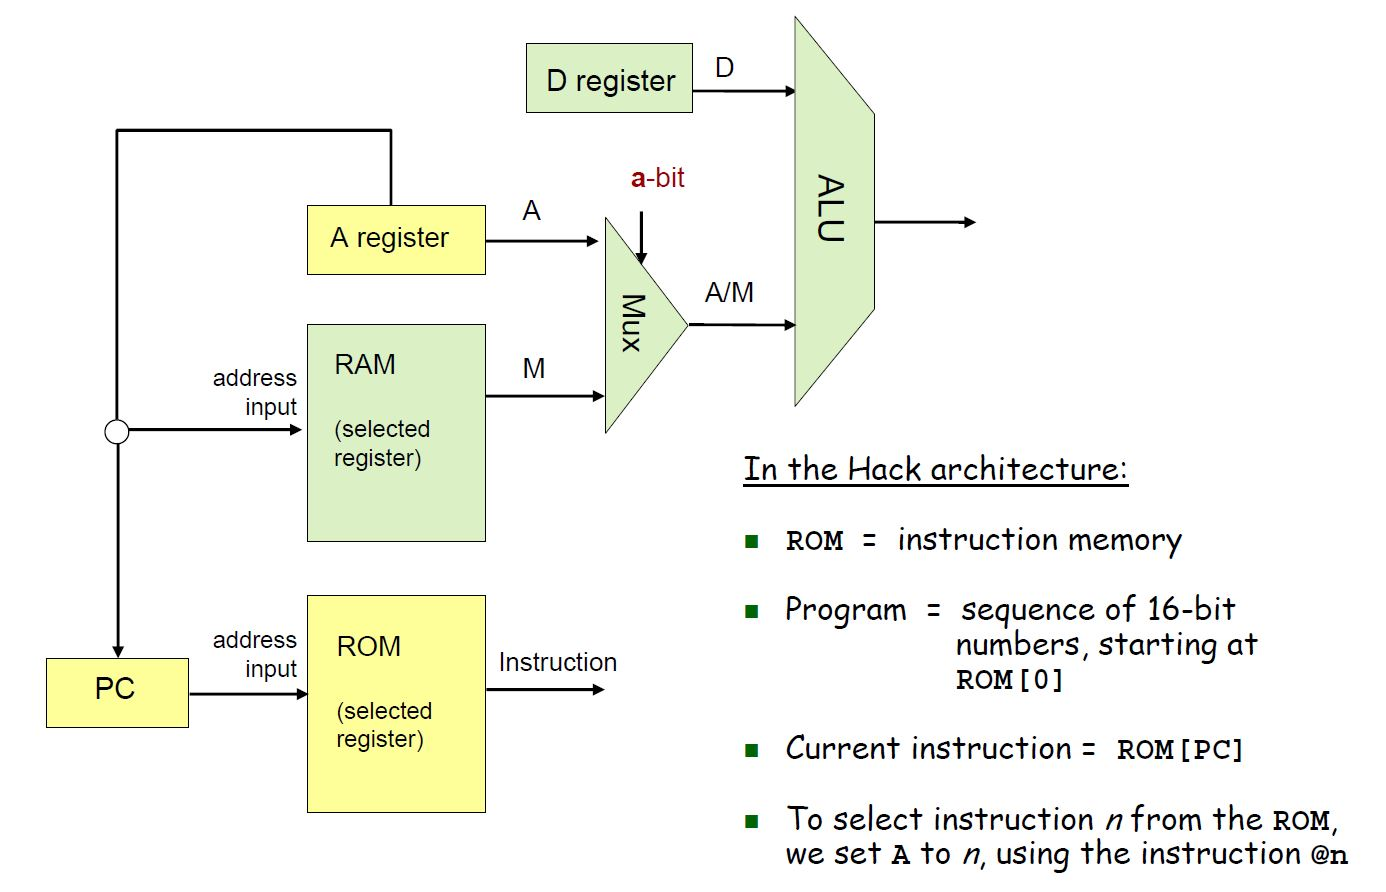 D register
D
ALU
a-bit
A register
A
Mux
A/M
RAM
(selected
register)
M
address
input
ROM
(selected
register)
Instruction
address
input
PC
In the Hack architecture:
ROM = instruction memory
Program = sequence of 16-bit
numbers, starting at
ROM[0]
Current instruction = ROM[PC]
To select instruction n from the ROM,
we set A to n, using the instruction @n